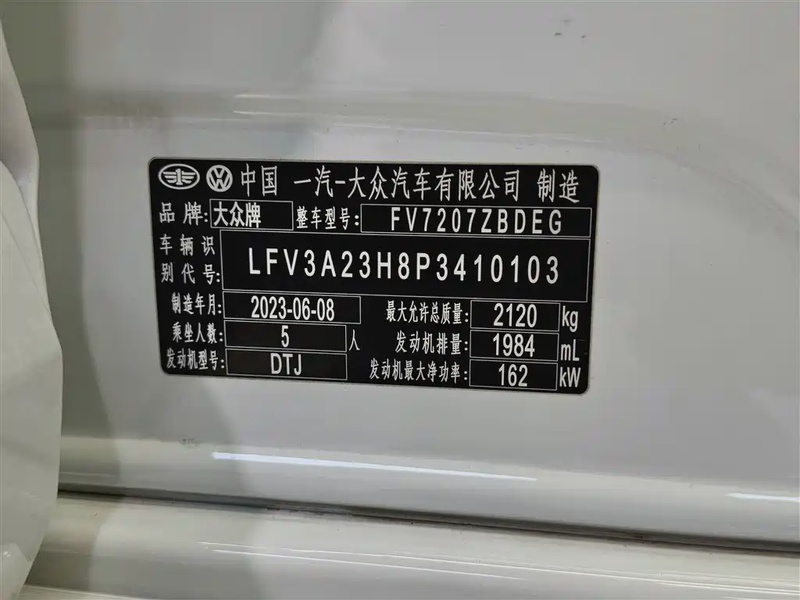 中国 一汽-大众汽车有限公司 制造
品牌: 大众牌 整车型号: FV7207ZBDEG
车辆识别代号: LFV3A23H8P3410103
制造年月: 2023-06-08 最大允许总质量: 2120 kg
乘坐人数: 5 人 发动机排量: 1984 mL
发动机型号: DTJ 发动机最大净功率: 162 kW